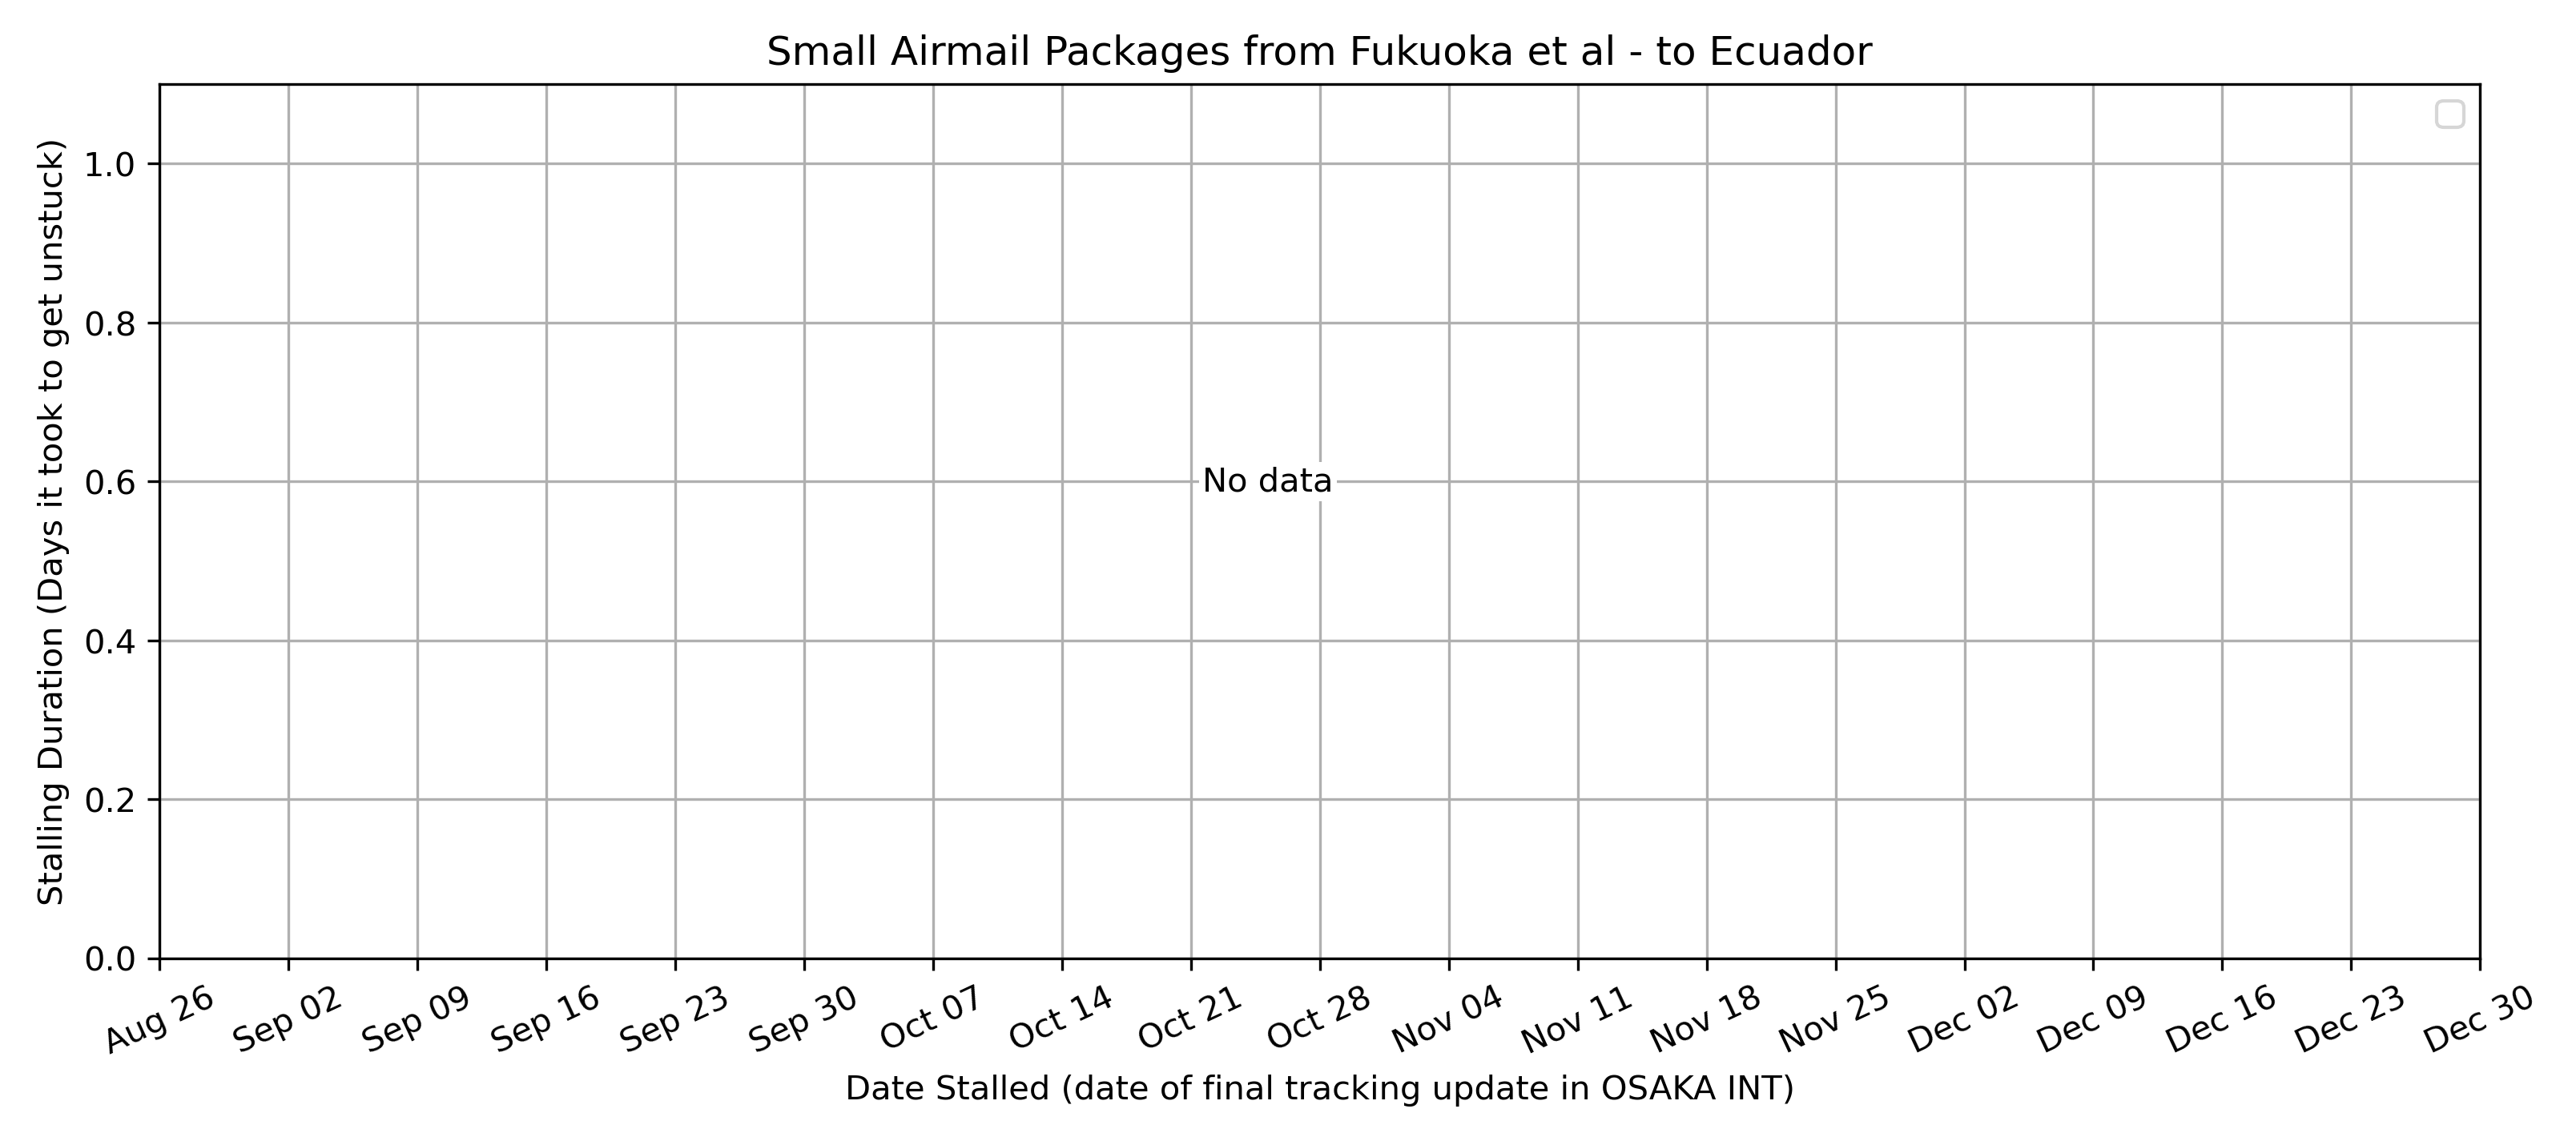 Small Airmail Packages from Fukuoka et al - to Ecuador
Stalling Duration (Days it took to get unstuck)
1.0
0.8
0.6
0.4
0.2
0.0
No data
Aug 26
Sep 02
Sep 09
Sep 16
Sep 23
Sep 30
Oct 07
Oct 14
Oct 21
Oct 28
Nov 04
Nov 11
Nov 18
Nov 25
Dec 02
Dec 09
Dec 16
Dec 23
Dec 30
Date Stalled (date of final tracking update in OSAKA INT)